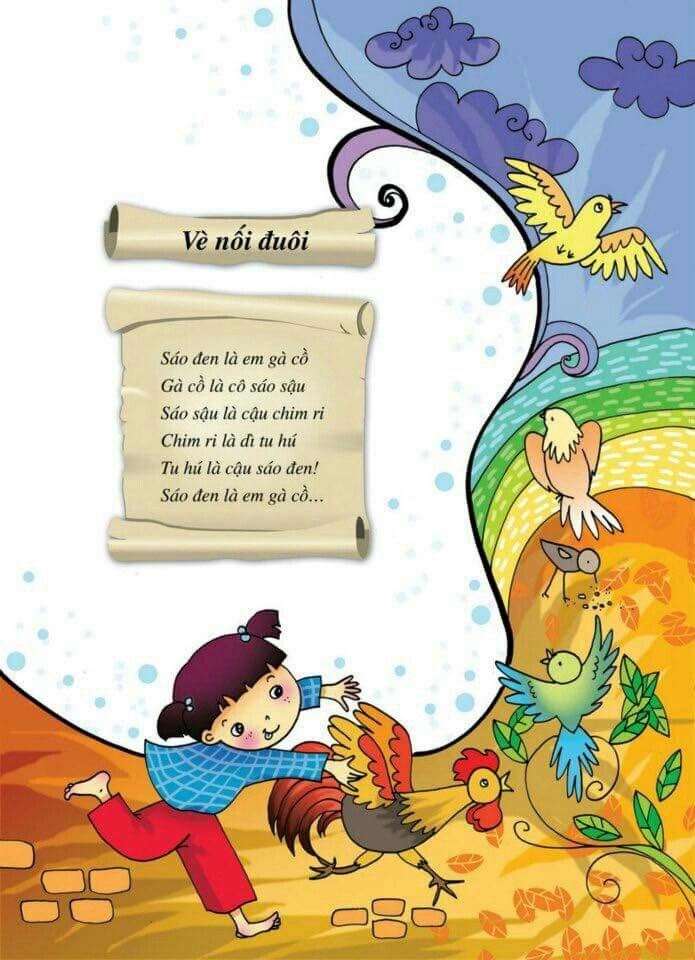 Vè nối đuôi
Sáo đen là em gà cồ
Gà cồ là cô sáo sậu
Sáo sậu là cậu chim ri
Chim ri là dì tu hú
Tu hú là cậu sáo đen!
Sáo đen là em gà cồ...